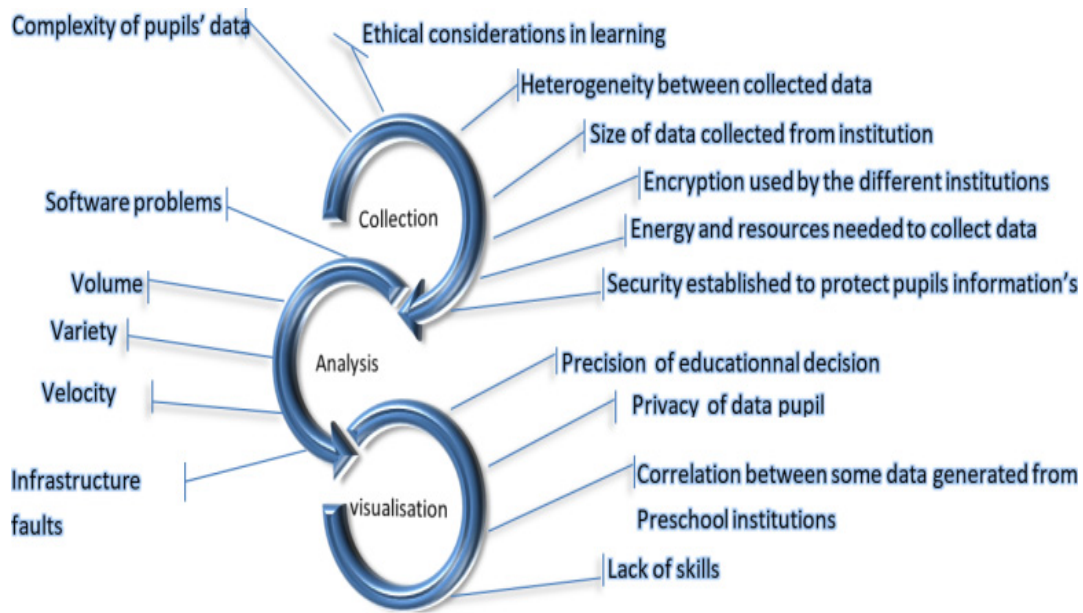 Complexity of pupils' data
Ethical considerations in learning
Heterogeneity between collected data
Size of data collected from institution
Encryption used by the different institutions
Energy and resources needed to collect data
Security established to protect pupils information's
Collection
Software problems
Volume
Variety
Velocity
Infrastructure
faults
Analysis
Precision of educationnal decision
Privacy of data pupil
Correlation between some data generated from
Preschool institutions
Lack of skills
visualisation